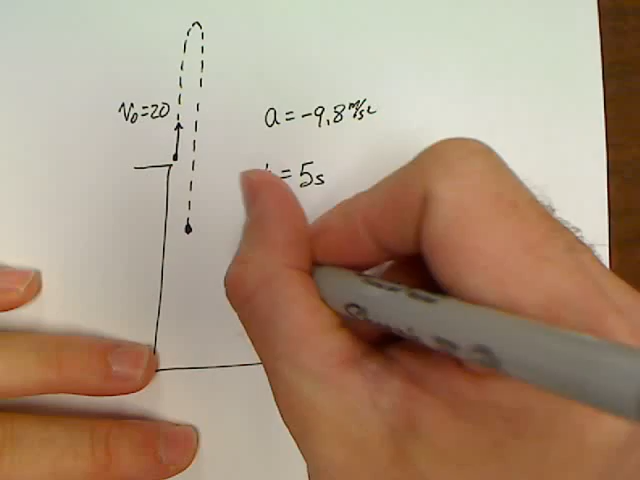 V₀=20
a = -9.8 m/s²
= 5s